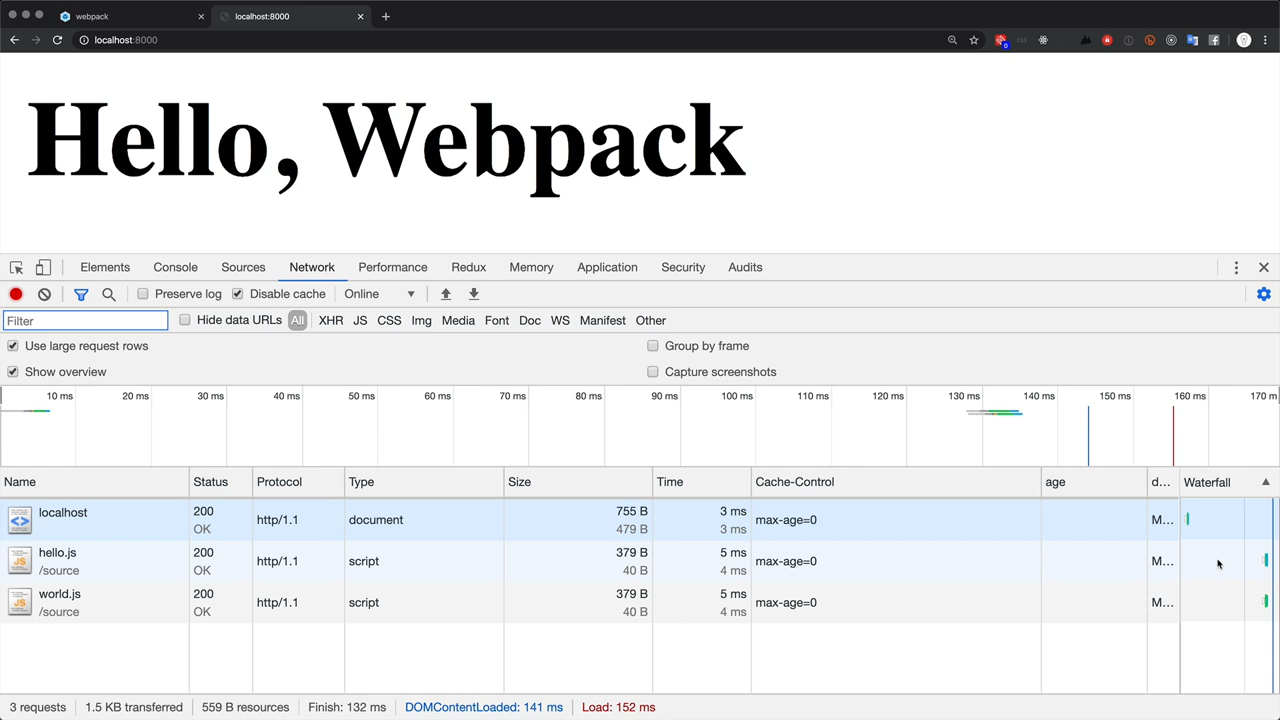 webpack
localhost:8000
localhost:8000
Hello, Webpack
Elements Console Sources Network Performance Redux Memory Application Security Audits
Preserve log Disable cache Online
Filter Hide data URLs All XHR JS CSS Img Media Font Doc WS Manifest Other
Use large request rows Group by frame
Show overview Capture screenshots
10 ms 20 ms 30 ms 40 ms 50 ms 60 ms 70 ms 80 ms 90 ms 100 ms 110 ms 120 ms 130 ms 140 ms 150 ms 160 ms 170 m
Name Status Protocol Type Size Time Cache-Control age d... Waterfall
localhost 200 http/1.1 document 755 B 3 ms max-age=0 M...
OK 479 B 3 ms
hello.js 200 http/1.1 script 379 B 5 ms max-age=0 M...
/source OK 40 B 4 ms
world.js 200 http/1.1 script 379 B 5 ms max-age=0 M...
/source OK 40 B 4 ms
3 requests 1.5 KB transferred 559 B resources Finish: 132 ms DOMContentLoaded: 141 ms Load: 152 ms